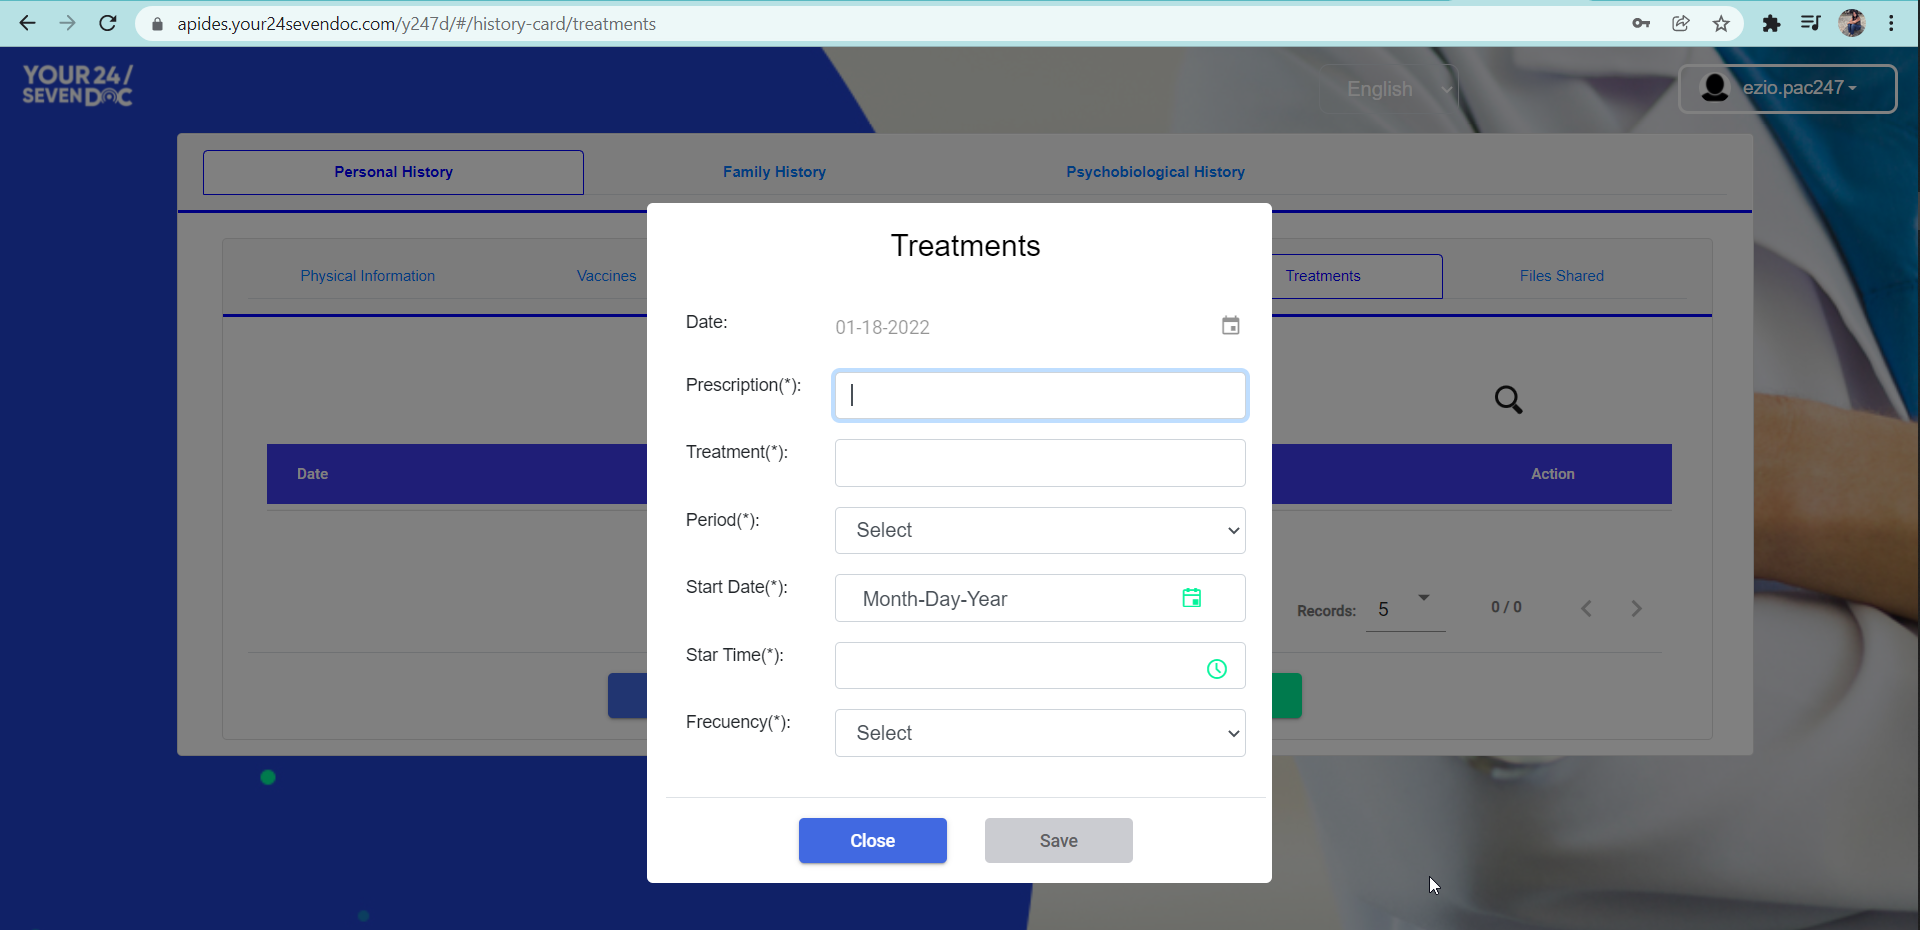 apides.your24sevendoc.com/y247d/#/history-card/treatments
YOUR 24/
SEVEN DOC
English
ezio.pac247
Personal History
Family History
Psychobiological History
Physical Information
Vaccines
Treatments
Files Shared
Date
Action
Records:
5
0 / 0
Treatments
Date:
01-18-2022
Prescription(*):
Treatment(*):
Period(*):
Select
Start Date(*):
Month-Day-Year
Star Time(*):
Frecuency(*):
Select
Close
Save